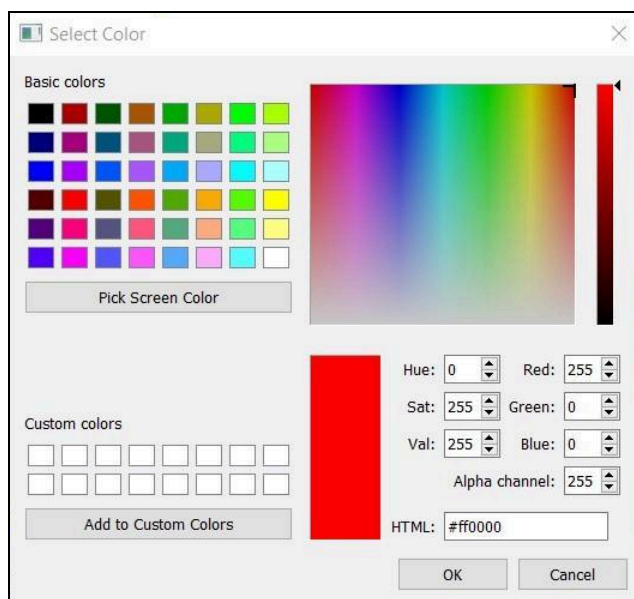 Select Color
Basic colors
Pick Screen Color
Custom colors
Add to Custom Colors
Hue: 0 Red: 255
Sat: 255 Green: 0
Val: 255 Blue: 0
Alpha channel: 255
HTML: #ff0000
OK Cancel